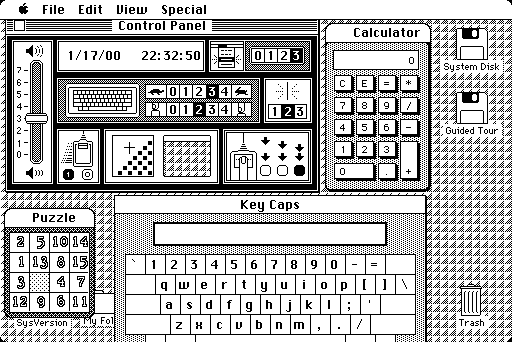 File Edit View Special
Control Panel
1/17/00 22:32:50
0 1 2 3
7
6
5
4
3
2
1
0
0 1 2 3 4
0 1 2 3 4
1 2 3
1 0
Calculator
0
C E = *
7 8 9 /
4 5 6 -
1 2 3
0 . +
System Disk
Guided Tour
Puzzle
2 5 10 14
1 13 8 15
3 4 7
12 9 6 11
SysVersion
My Fol
Key Caps
` 1 2 3 4 5 6 7 8 9 0 - =
q w e r t y u i o p [ ] \
a s d f g h j k l ; '
z x c v b n m , . /
Trash